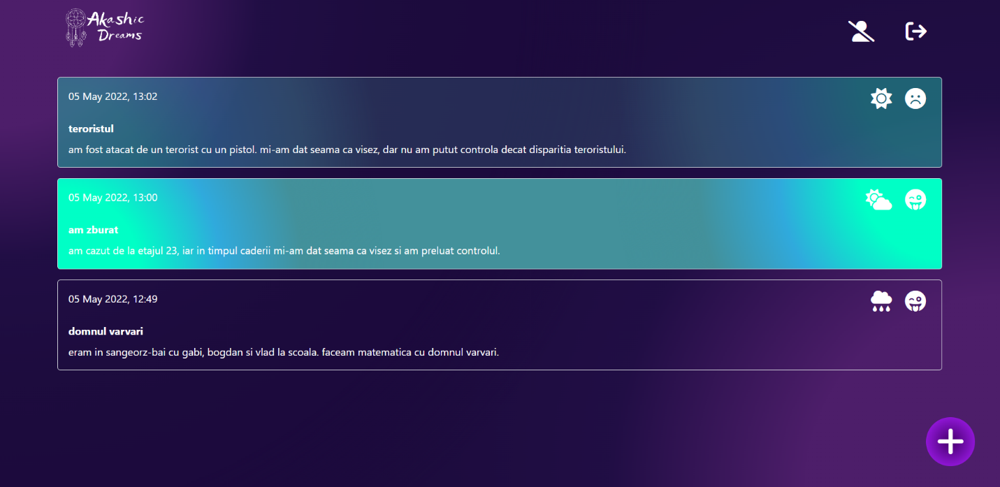 Akashic
Dreams
05 May 2022, 13:02
teroristul
am fost atacat de un terorist cu un pistol. mi-am dat seama ca visez, dar nu am putut controla decat disparitia teroristului.
05 May 2022, 13:00
am zburat
am cazut de la etajul 23, iar in timpul caderii mi-am dat seama ca visez si am preluat controlul.
05 May 2022, 12:49
domnul varvari
eram in sangeorz-bai cu gabi, bogdan si vlad la scoala. faceam matematica cu domnul varvari.